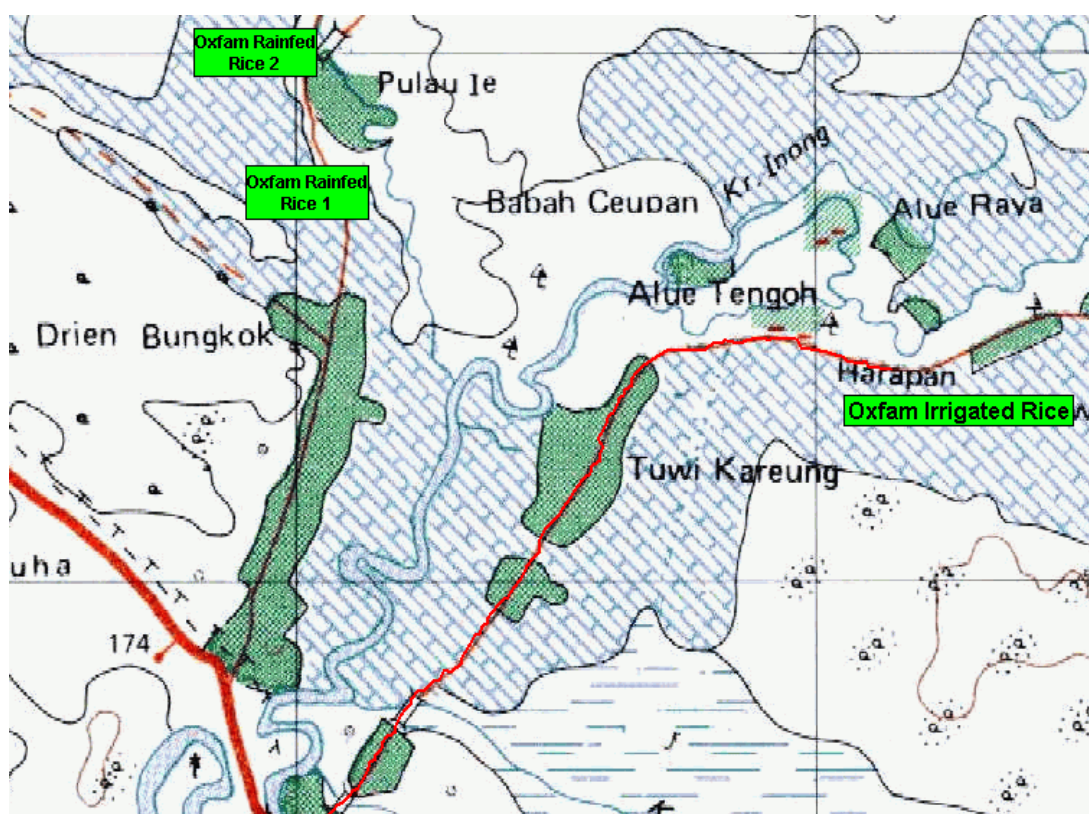 Oxfam Rainfed
Rice 2
Pulau Ie
Oxfam Rainfed
Rice 1
Kr. Inong
Babah Ceupan
Alue Raya
Alue Tengoh
Drien Bungkok
Harapan
Oxfam Irrigated Rice
Tuwi Kareung
uha
174